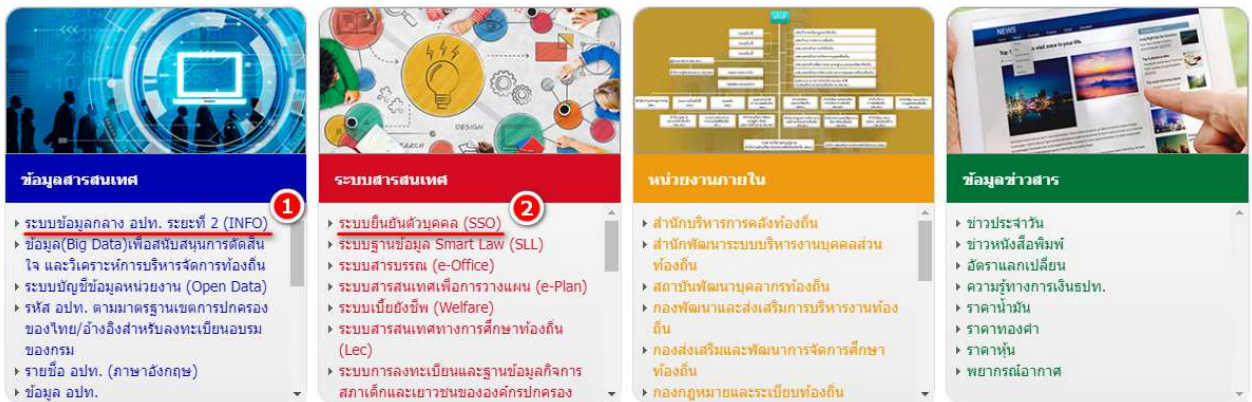 ข้อมูลสารสนเทศ
1
ระบบข้อมูลกลาง อปท. ระยะที่ 2 (INFO)
ข้อมูล(Big Data)เพื่อสนับสนุนการตัดสิน
ใจ และวิเคราะห์การบริหารจัดการท้องถิ่น
ระบบบัญชีข้อมูลหน่วยงาน (Open Data)
รหัส อปท. ตามมาตรฐานเขตการปกครอง
ของไทย/อ้างอิงสำหรับลงทะเบียนอบรม
ของกรม
รายชื่อ อปท. (ภาษาอังกฤษ)
ข้อมูล อปท.
DESIGN
ระบบสารสนเทศ
2
ระบบยืนยันตัวบุคคล (SSO)
ระบบฐานข้อมูล Smart Law (SLL)
ระบบสารบรรณ (e-Office)
ระบบสารสนเทศเพื่อการวางแผน (e-Plan)
ระบบเบี้ยยังชีพ (Welfare)
ระบบสารสนเทศทางการศึกษาท้องถิ่น
(Lec)
ระบบการลงทะเบียนและฐานข้อมูลกิจการ
สภาเด็กและเยาวชนขององค์กรปกครอง
หน่วยงานภายใน
สำนักบริหารการคลังท้องถิ่น
สำนักพัฒนาระบบบริหารงานบุคคลส่วน
ท้องถิ่น
สถาบันพัฒนาบุคลากรท้องถิ่น
กองพัฒนาและส่งเสริมการบริหารงานท้อง
ถิ่น
กองส่งเสริมและพัฒนาการจัดการศึกษา
ท้องถิ่น
กองกฎหมายและระเบียบท้องถิ่น
NEWS
ข้อมูลข่าวสาร
ข่าวประจำวัน
ข่าวหนังสือพิมพ์
อัตราแลกเปลี่ยน
ความรู้ทางการเงินธปท.
ราคาน้ำมัน
ราคาทองคำ
ราคาหุ้น
พยากรณ์อากาศ